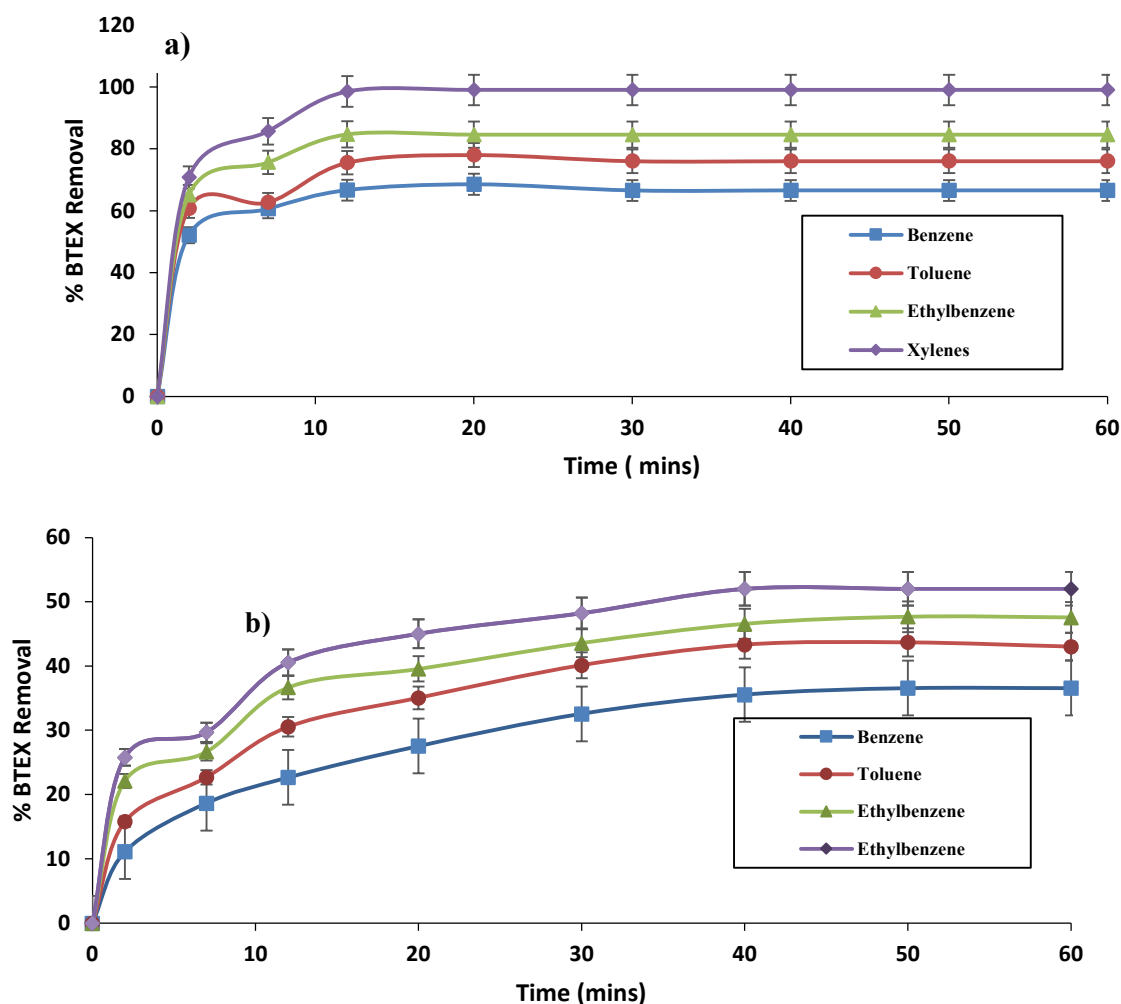 a)
% BTEX Removal
120
100
80
60
40
20
0
Benzene
Toluene
Ethylbenzene
Xylenes
0 10 20 30 40 50 60
Time ( mins)
b)
% BTEX Removal
60
50
40
30
20
10
0
Benzene
Toluene
Ethylbenzene
Ethylbenzene
0 10 20 30 40 50 60
Time (mins)